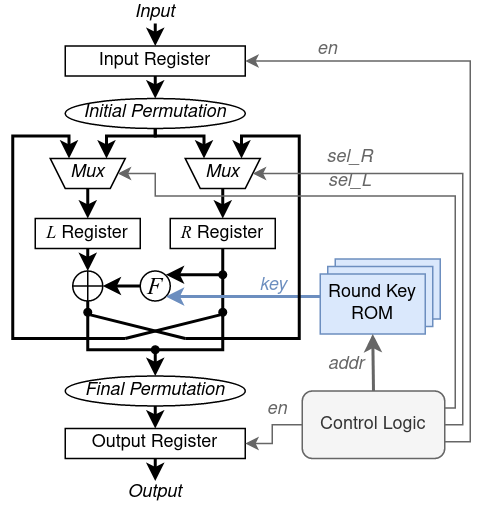 Input
Input Register
en
Initial Permutation
sel_R
Mux
Mux
sel_L
L Register
R Register
F
key
Round Key
ROM
addr
Final Permutation
en
Control Logic
Output Register
Output